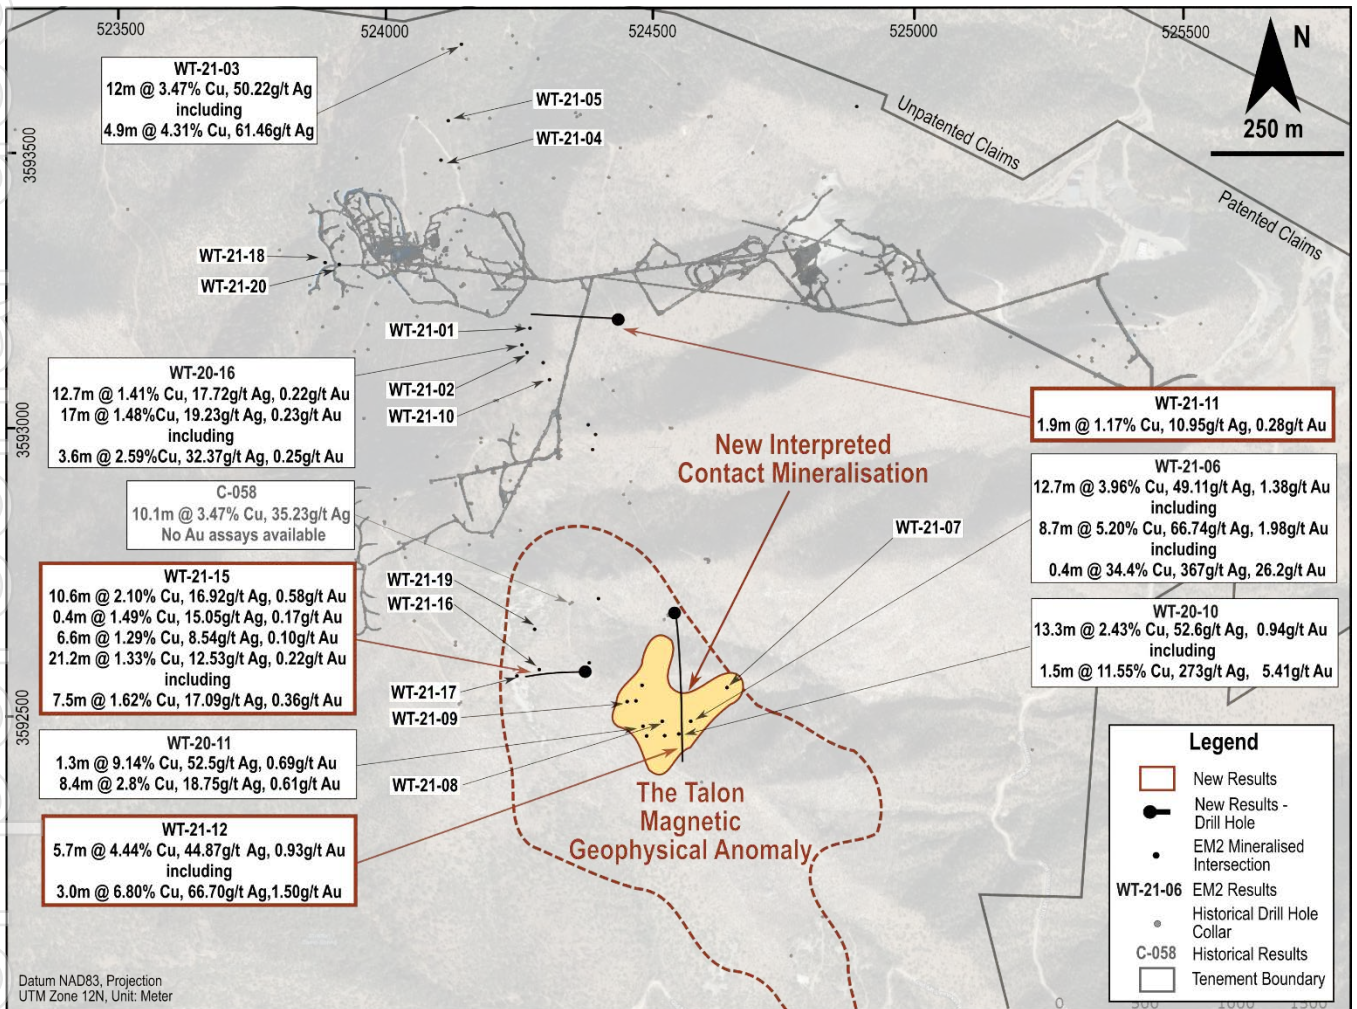 523500
524000
524500
525000
525500
N
250 m
3593500
3593000
3592500
WT-21-03
12m @ 3.47% Cu, 50.22g/t Ag
including
4.9m @ 4.31% Cu, 61.46g/t Ag
WT-21-05
WT-21-04
Unpatented Claims
Patented Claims
WT-21-18
WT-21-20
WT-21-01
WT-21-02
WT-21-10
WT-20-16
12.7m @ 1.41% Cu, 17.72g/t Ag, 0.22g/t Au
17m @ 1.48%Cu, 19.23g/t Ag, 0.23g/t Au
including
3.6m @ 2.59%Cu, 32.37g/t Ag, 0.25g/t Au
WT-21-11
1.9m @ 1.17% Cu, 10.95g/t Ag, 0.28g/t Au
New Interpreted
Contact Mineralisation
C-058
10.1m @ 3.47% Cu, 35.23g/t Ag
No Au assays available
WT-21-07
WT-21-06
12.7m @ 3.96% Cu, 49.11g/t Ag, 1.38g/t Au
including
8.7m @ 5.20% Cu, 66.74g/t Ag, 1.98g/t Au
including
0.4m @ 34.4% Cu, 367g/t Ag, 26.2g/t Au
WT-21-15
10.6m @ 2.10% Cu, 16.92g/t Ag, 0.58g/t Au
0.4m @ 1.49% Cu, 15.05g/t Ag, 0.17g/t Au
6.6m @ 1.29% Cu, 8.54g/t Ag, 0.10g/t Au
21.2m @ 1.33% Cu, 12.53g/t Ag, 0.22g/t Au
including
7.5m @ 1.62% Cu, 17.09g/t Ag, 0.36g/t Au
WT-21-19
WT-21-16
WT-21-17
WT-21-09
WT-21-08
WT-20-10
13.3m @ 2.43% Cu, 52.6g/t Ag, 0.94g/t Au
including
1.5m @ 11.55% Cu, 273g/t Ag, 5.41g/t Au
WT-20-11
1.3m @ 9.14% Cu, 52.5g/t Ag, 0.69g/t Au
8.4m @ 2.8% Cu, 18.75g/t Ag, 0.61g/t Au
The Talon
Magnetic
Geophysical Anomaly
WT-21-12
5.7m @ 4.44% Cu, 44.87g/t Ag, 0.93g/t Au
including
3.0m @ 6.80% Cu, 66.70g/t Ag,1.50g/t Au
Legend
New Results
New Results -
Drill Hole
EM2 Mineralised
Intersection
WT-21-06 EM2 Results
Historical Drill Hole
Collar
C-058 Historical Results
Tenement Boundary
0 500 1000 1500
Datum NAD83, Projection
UTM Zone 12N, Unit: Meter